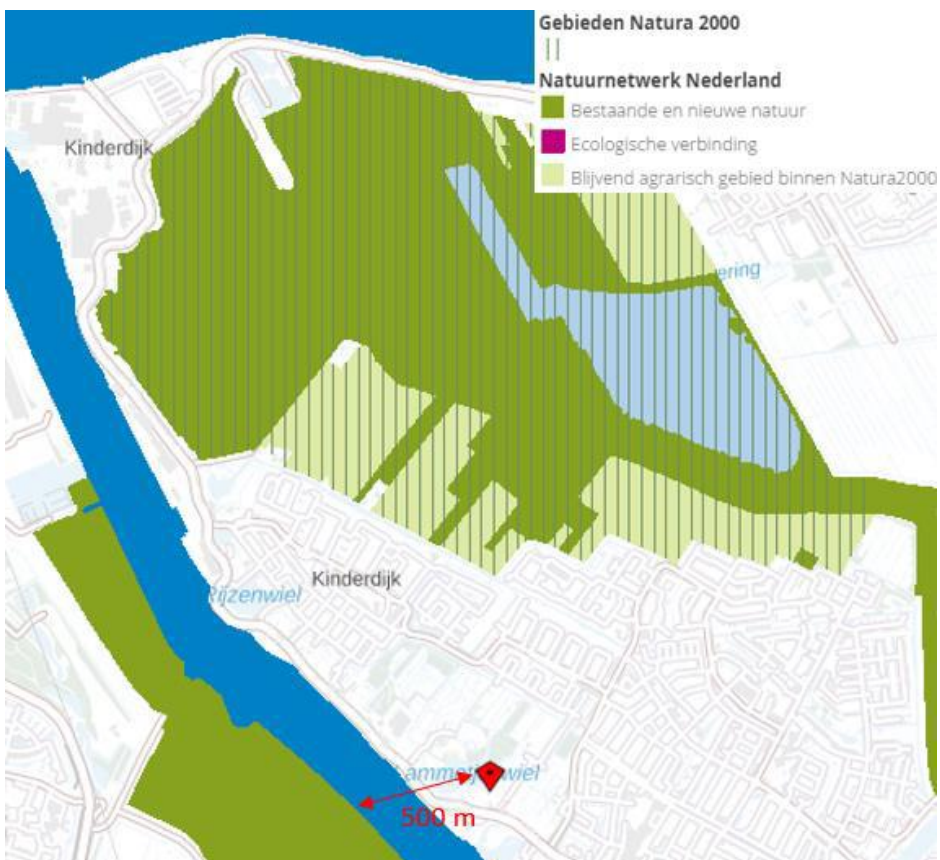 Gebieden Natura 2000
Natuurnetwerk Nederland
Bestaande en nieuwe natuur
Ecologische verbinding
Blijvend agrarisch gebied binnen Natura2000
Kinderdijk
ering
Kinderdijk
Rijzenwiel
500 m